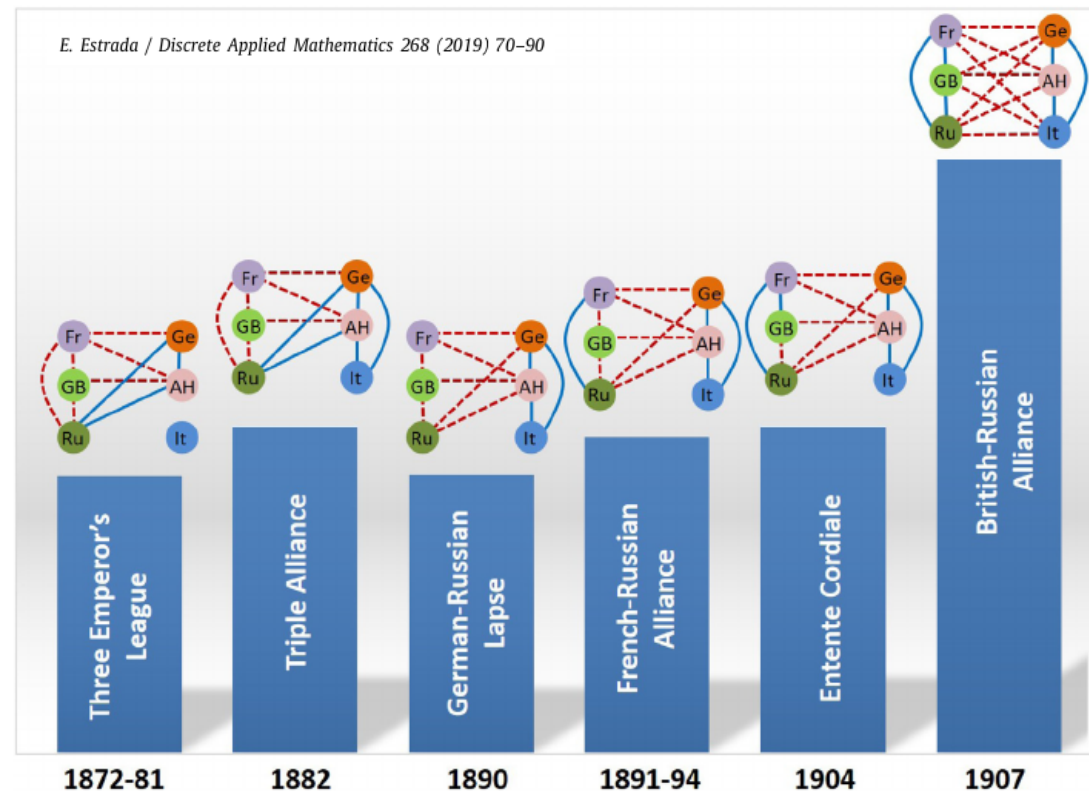 E. Estrada / Discrete Applied Mathematics 268 (2019) 70–90
Fr
Ge
GB
AH
Ru
It
Fr
Ge
GB
AH
Ru
It
Fr
Ge
GB
AH
Ru
It
Fr
Ge
GB
AH
Ru
It
Fr
Ge
GB
AH
Ru
It
Fr
Ge
GB
AH
Ru
It
Three Emperor's
League
Triple Alliance
German-Russian
Lapse
French-Russian
Alliance
Entente Cordiale
British-Russian
Alliance
1872-81
1882
1890
1891-94
1904
1907